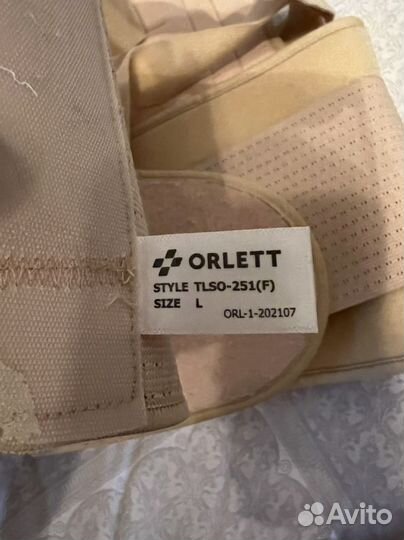 ORLETT
STYLE TLSO-251(F)
SIZE L
ORL-1-202107
Avito